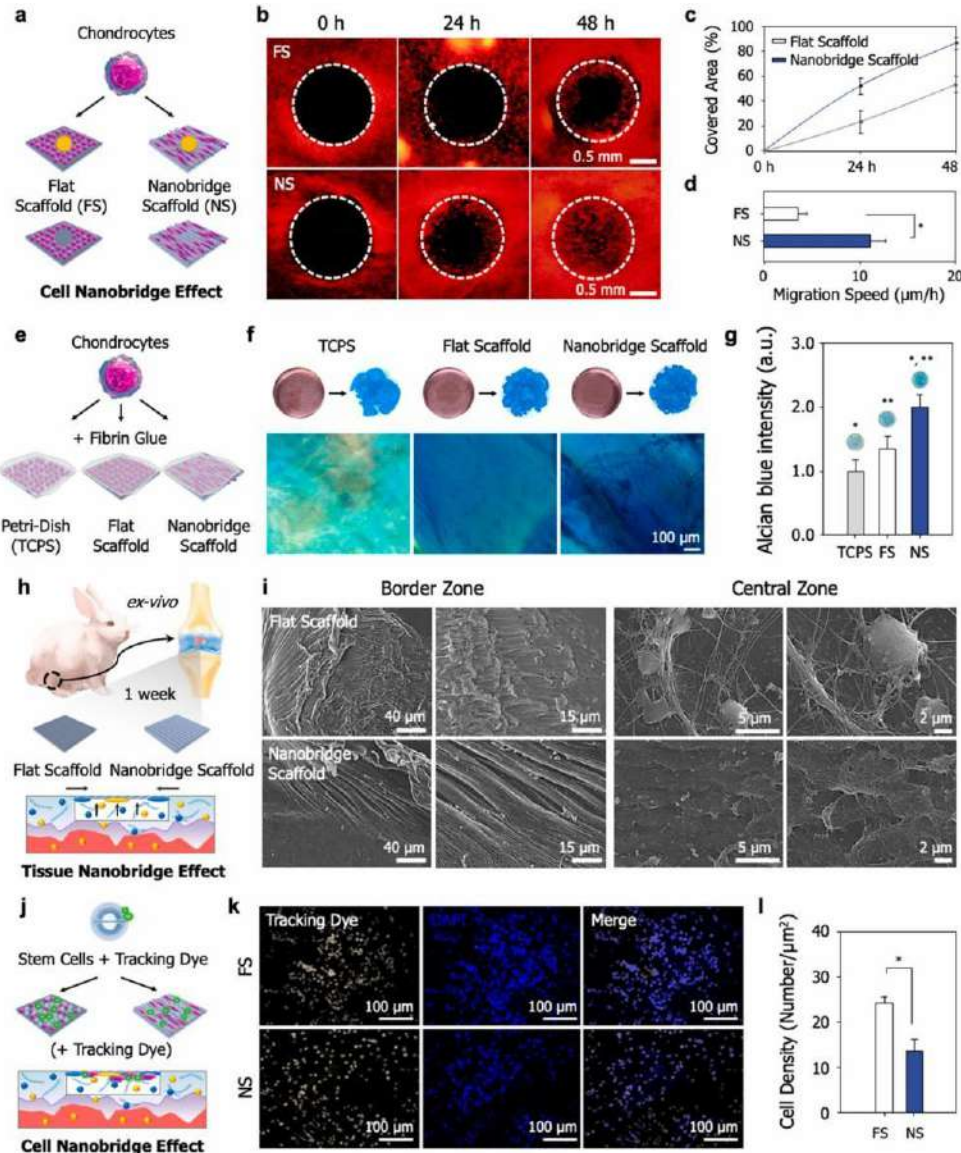 a
Chondrocytes
Flat
Scaffold (FS)
Nanobridge
Scaffold (NS)
Cell Nanobridge Effect
b
0 h
24 h
48 h
FS
0.5 mm
NS
0.5 mm
c
Covered Area (%)
100
80
60
40
20
0
Flat Scaffold
Nanobridge Scaffold
0 h
24 h
48
d
FS
NS
*
0
10
20
Migration Speed (μm/h)
e
Chondrocytes
+ Fibrin Glue
Petri-Dish
(TCPS)
Flat
Scaffold
Nanobridge
Scaffold
f
TCPS
Flat Scaffold
Nanobridge Scaffold
100 μm
g
Alcian blue intensity (a.u.)
3.0
2.0
1.0
0.0
*
**
*, **
TCPS
FS
NS
h
ex-vivo
1 week
Flat Scaffold
Nanobridge Scaffold
Tissue Nanobridge Effect
i
Border Zone
Central Zone
Flat Scaffold
40 μm
15 μm
5 μm
2 μm
Nanobridge
Scaffold
40 μm
15 μm
5 μm
2 μm
j
Stem Cells + Tracking Dye
(+ Tracking Dye)
Cell Nanobridge Effect
k
Tracking Dye
DAPI
Merge
FS
100 μm
100 μm
100 μm
NS
100 μm
100 μm
100 μm
l
Cell Density (Number/μm²)
40
30
20
10
0
*
FS
NS